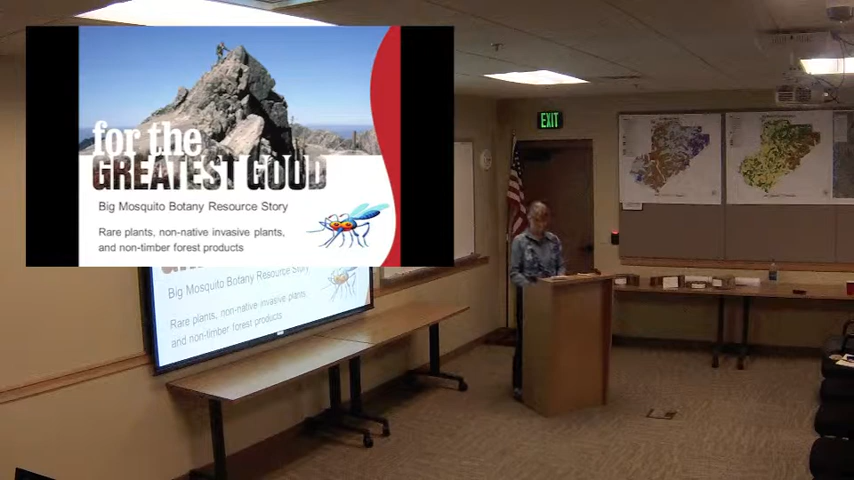 for the
GREATEST GOOD
Big Mosquito Botany Resource Story
Rare plants, non-native invasive plants,
and non-timber forest products
EXIT
Big Mosquito Botany Resource Story
Rare plants, non-native invasive plants,
and non-timber forest products